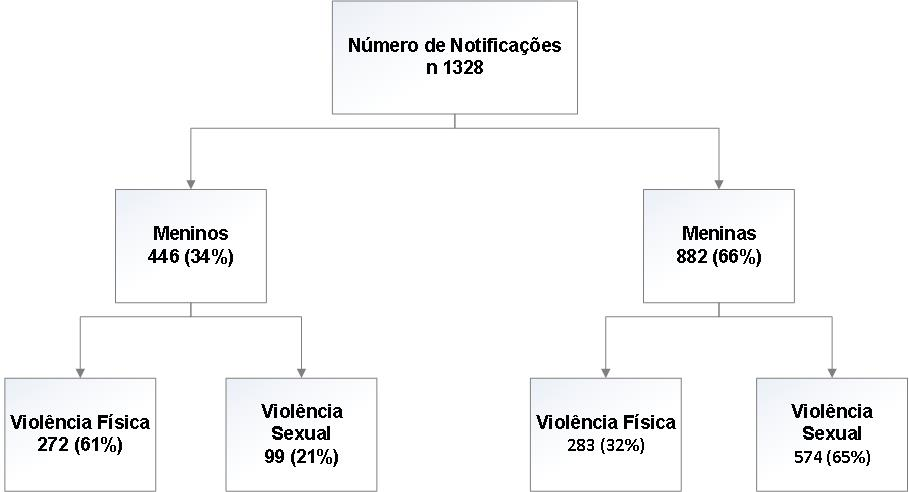 Número de Notificações
n 1328
Meninos
446 (34%)
Meninas
882 (66%)
Violência Física
272 (61%)
Violência
Sexual
99 (21%)
Violência Física
283 (32%)
Violência
Sexual
574 (65%)